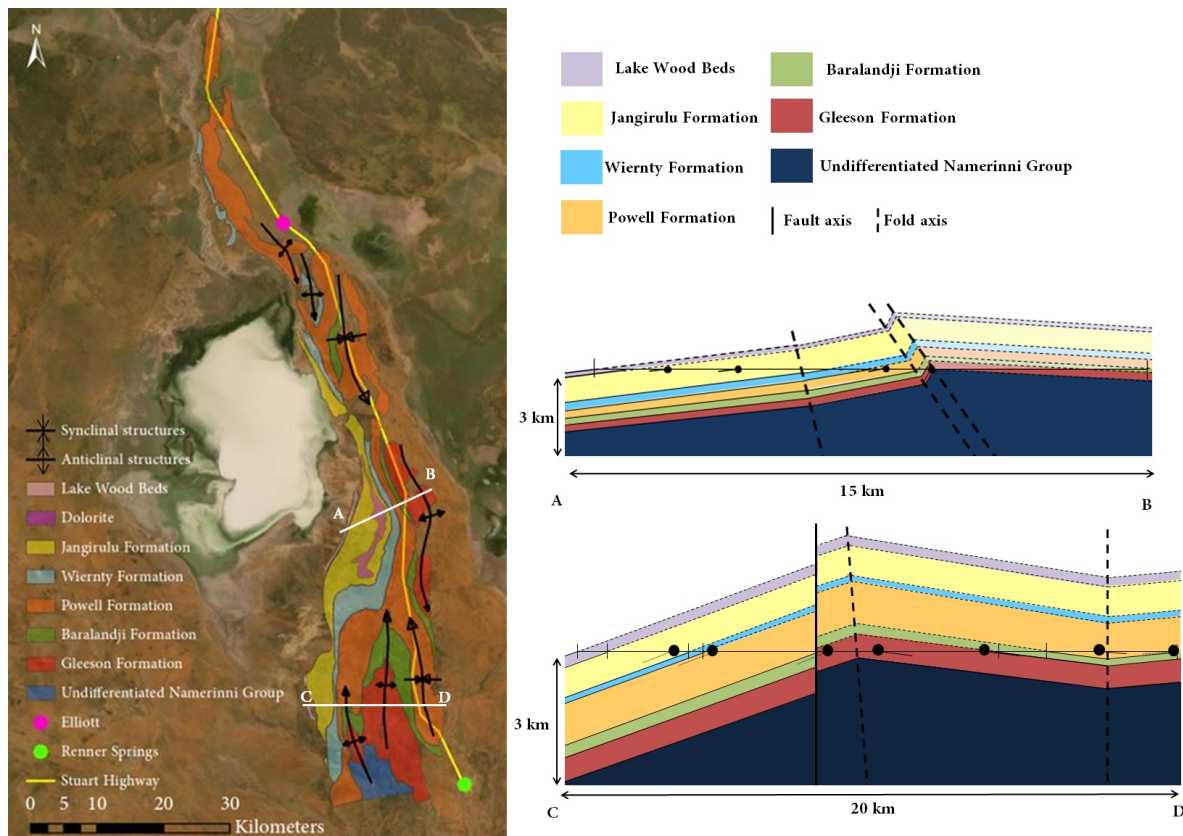 N
A
B
C
D
Synclinal structures
Anticlinal structures
Lake Wood Beds
Dolorite
Jangirulu Formation
Wiernty Formation
Powell Formation
Baralandji Formation
Gleeson Formation
Undifferentiated Namerinni Group
Elliott
Renner Springs
Stuart Highway
0 5 10 20 30
Kilometers
Lake Wood Beds
Baralandji Formation
Jangirulu Formation
Gleeson Formation
Wiernty Formation
Undifferentiated Namerinni Group
Powell Formation
Fault axis
Fold axis
3 km
15 km
A
B
3 km
20 km
C
D